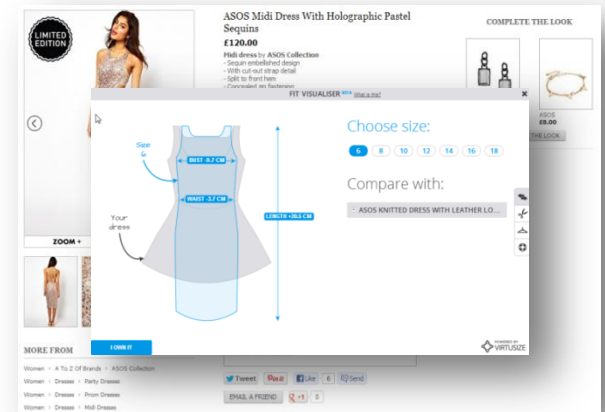 LIMITED
EDITION
ZOOM +
ASOS Midi Dress With Holographic Pastel
Sequins
£120.00
Midi dress by ASOS Collection
- Sequin embellished design
- With cut-out strap detail
- Split to front hem
- Concealed zip fastening
COMPLETE THE LOOK
ASOS
£8.00
THE LOOK
FIT VISUALISER BETA What is this?
Choose size:
6 8 10 12 14 16 18
Compare with:
ASOS KNITTED DRESS WITH LEATHER LO...
Size
6
BUST -0.7 CM
WAIST -3.7 CM
LENGTH +20.5 CM
Your
dress
I OWN IT
POWERED BY
VIRTUSIZE
MORE FROM
Women > A To Z Of Brands > ASOS Collection
Women > Dresses > Party Dresses
Women > Dresses > Prom Dresses
Women > Dresses > Midi Dresses
Tweet Pin it Like 6 Send
EMAIL A FRIEND +1 8